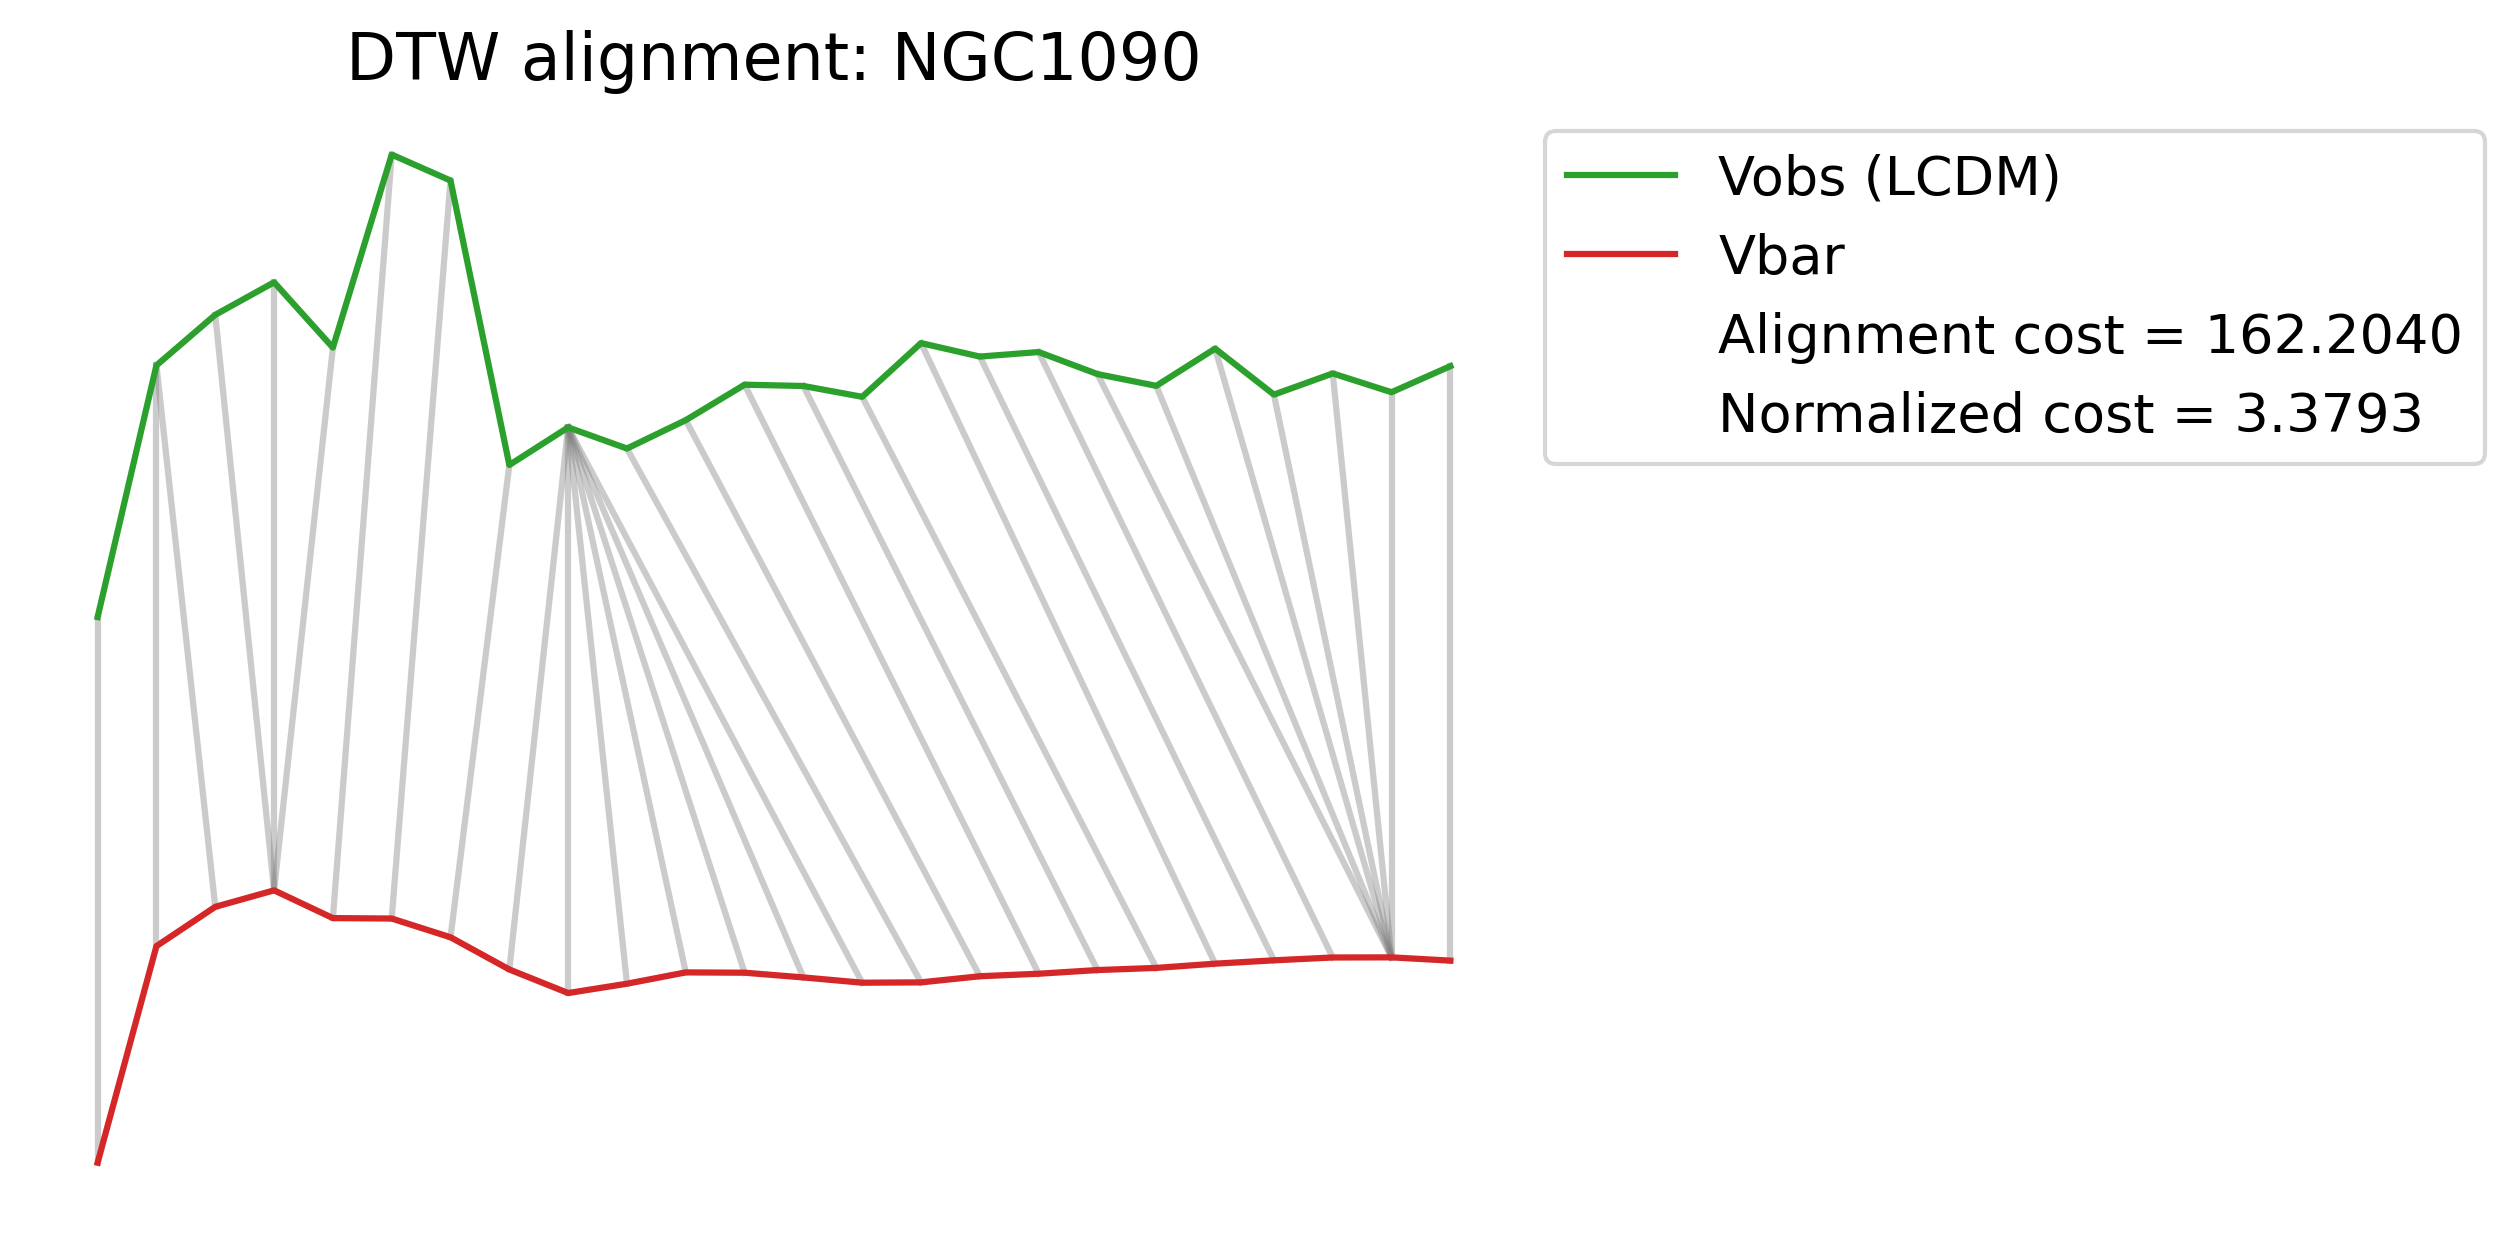 DTW alignment: NGC1090
Vobs (LCDM)
Vbar
Alignment cost = 162.2040
Normalized cost = 3.3793